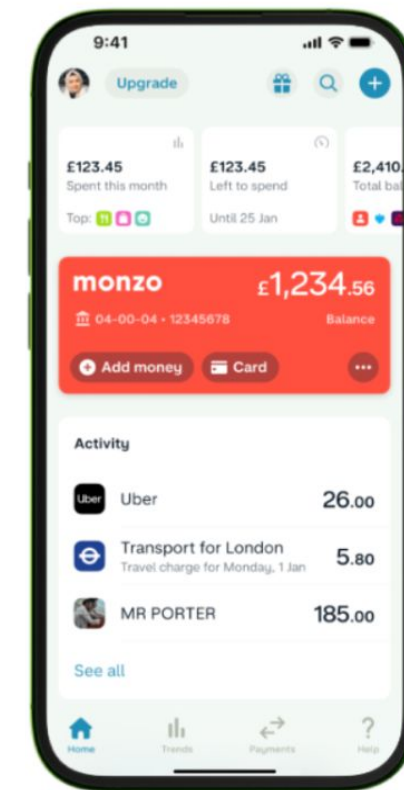 9:41
Upgrade
£123.45
Spent this month
Top:
£123.45
Left to spend
Until 25 Jan
£2,410.
Total bal
monzo
£1,234.56
04-00-04 • 12345678
Balance
Add money
Card
Activity
Uber
Uber
26.00
Transport for London
Travel charge for Monday, 1 Jan
5.80
MR PORTER
185.00
See all
Home
Trends
Payments
Help